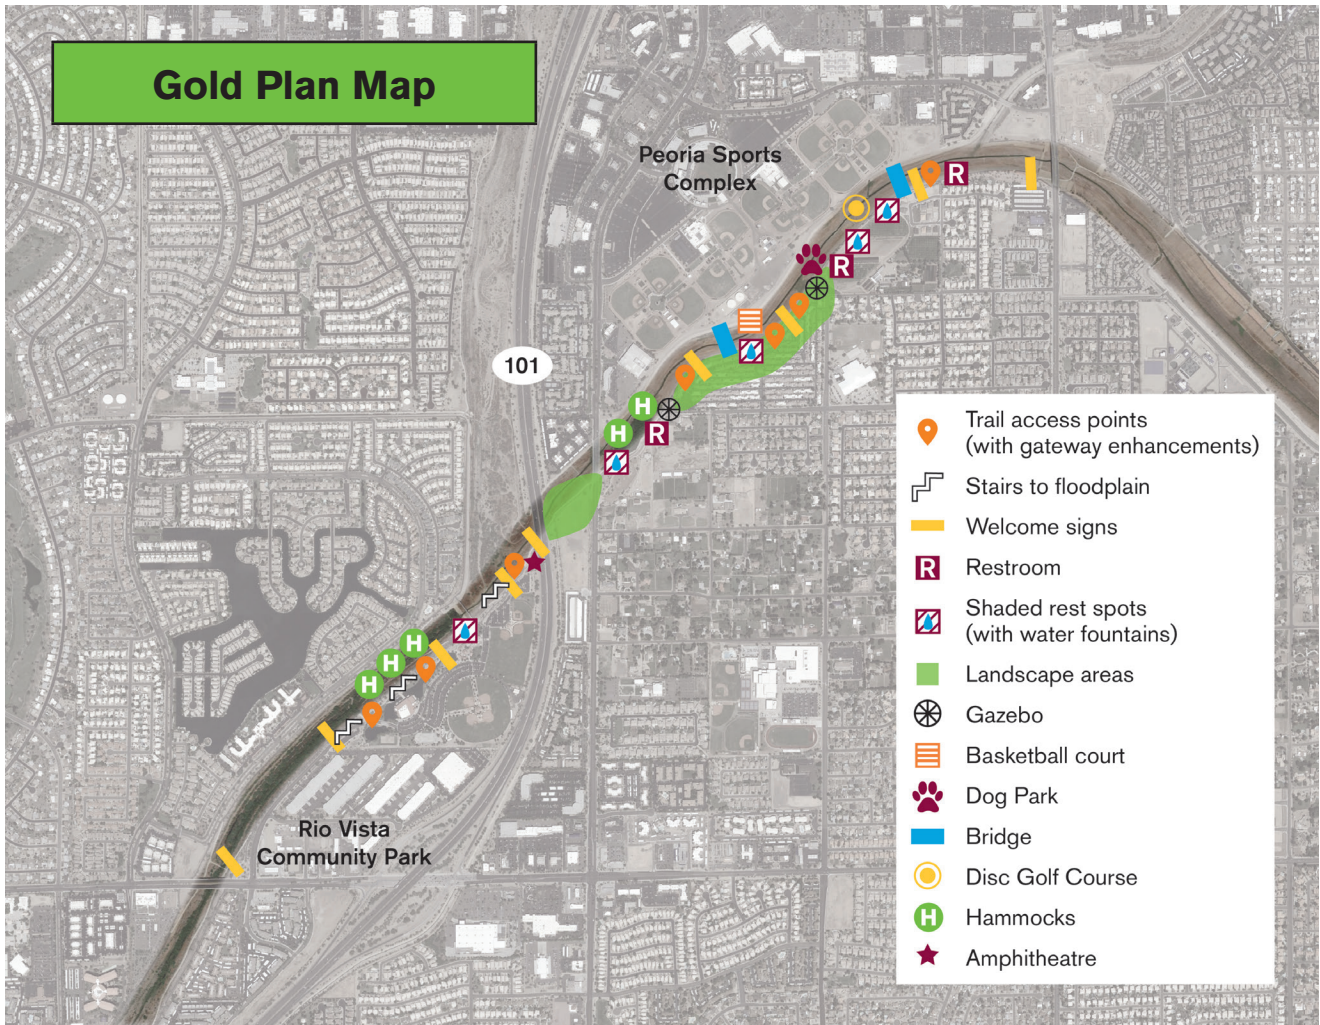 Gold Plan Map
Peoria Sports
Complex
R
R
101
H
H
R
H
H
H
Rio Vista
Community Park
Trail access points
(with gateway enhancements)
Stairs to floodplain
Welcome signs
R Restroom
Shaded rest spots
(with water fountains)
Landscape areas
Gazebo
Basketball court
Dog Park
Bridge
Disc Golf Course
H Hammocks
Amphitheatre